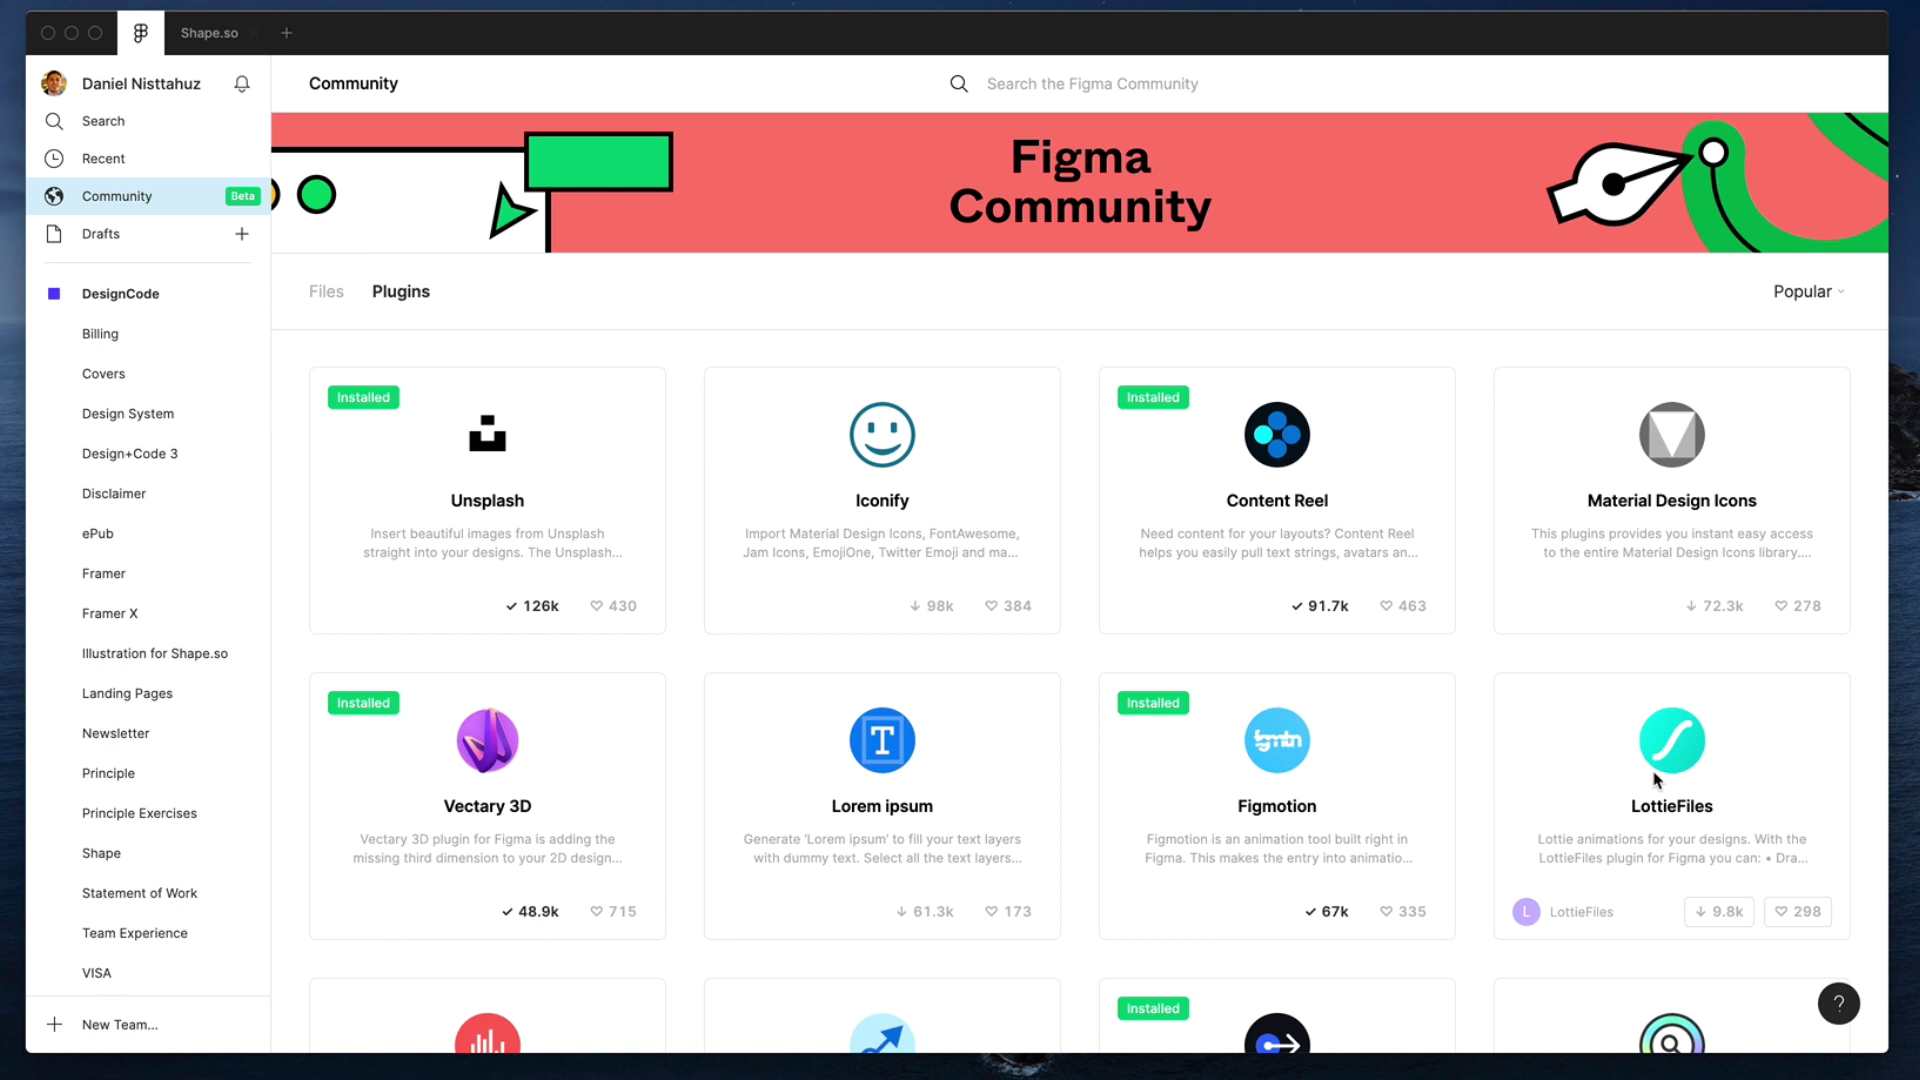 Shape.so
Daniel Nisttahuz
Search
Recent
Community
Beta
Drafts
DesignCode
Billing
Covers
Design System
Design+Code 3
Disclaimer
ePub
Framer
Framer X
Illustration for Shape.so
Landing Pages
Newsletter
Principle
Principle Exercises
Shape
Statement of Work
Team Experience
VISA
New Team...
Community
Search the Figma Community
Figma
Community
Files
Plugins
Popular
Installed
Unsplash
Insert beautiful images from Unsplash
straight into your designs. The Unsplash...
126k
430
Iconify
Import Material Design Icons, FontAwesome,
Jam Icons, EmojiOne, Twitter Emoji and ma...
98k
384
Installed
Content Reel
Need content for your layouts? Content Reel
helps you easily pull text strings, avatars an...
91.7k
463
Material Design Icons
This plugins provides you instant easy access
to the entire Material Design Icons library....
72.3k
278
Installed
Vectary 3D
Vectary 3D plugin for Figma is adding the
missing third dimension to your 2D design...
48.9k
715
T
Lorem ipsum
Generate ‘Lorem ipsum’ to fill your text layers
with dummy text. Select all the text layers...
61.3k
173
Installed
fgmtn
Figmotion
Figmotion is an animation tool built right in
Figma. This makes the entry into animatio...
67k
335
LottieFiles
Lottie animations for your designs. With the
LottieFiles plugin for Figma you can: • Dra...
L
LottieFiles
9.8k
298
Installed
?